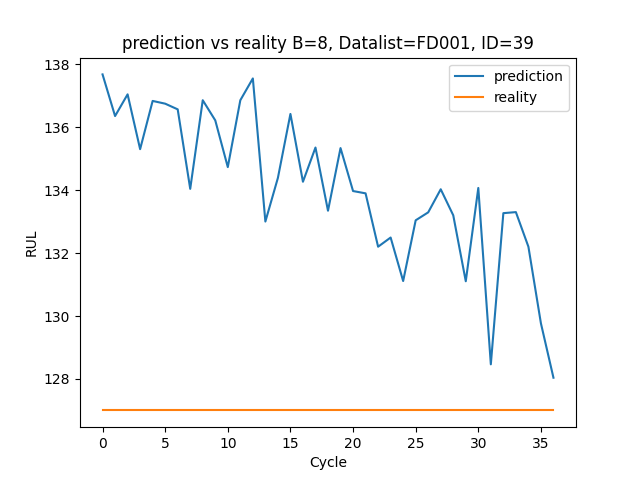 prediction vs reality B=8, Datalist=FD001, ID=39
prediction
reality
138
136
134
132
130
128
RUL
0 5 10 15 20 25 30 35
Cycle